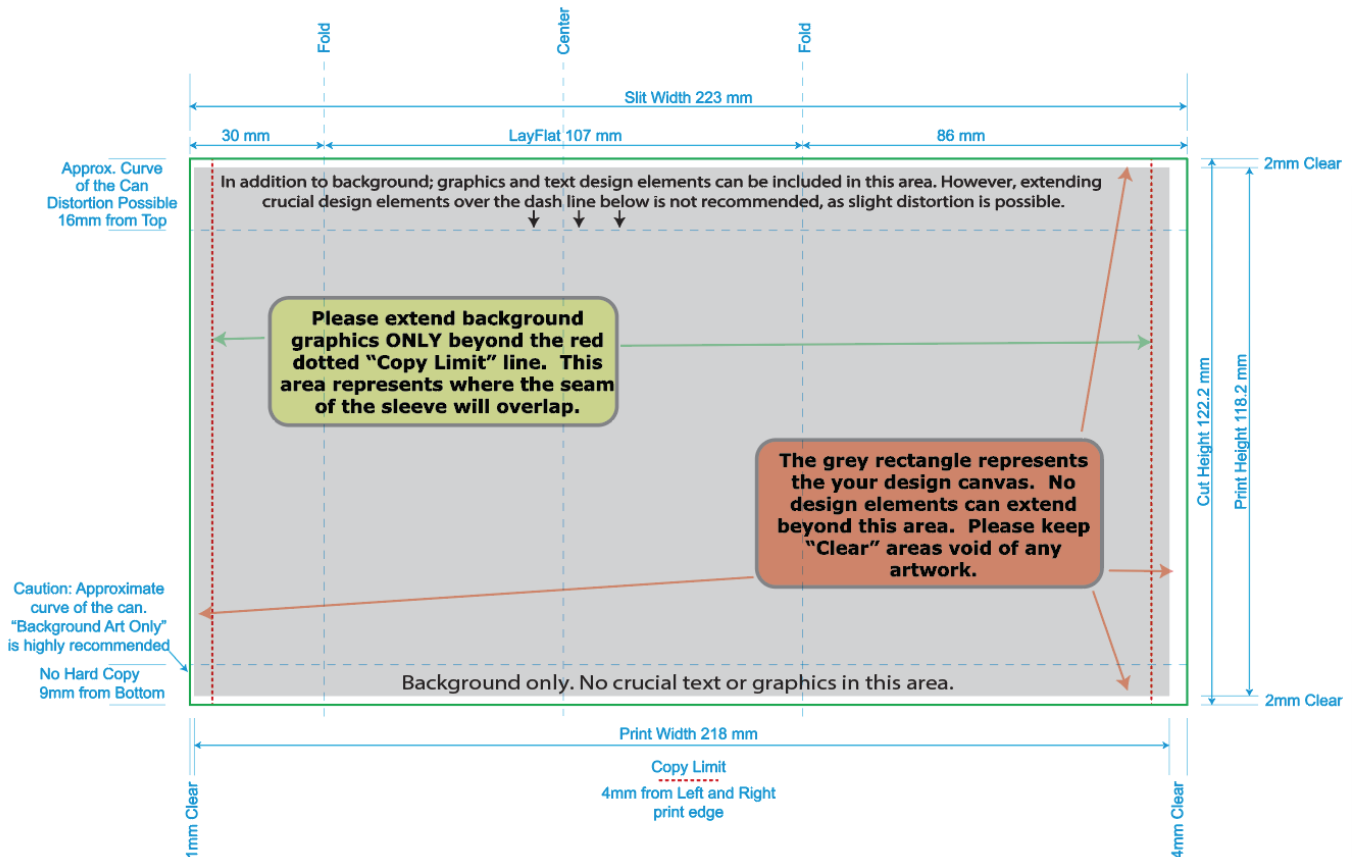 Fold
Center
Fold
Slit Width 223 mm
30 mm
LayFlat 107 mm
86 mm
Approx. Curve
of the Can
Distortion Possible
16mm from Top
2mm Clear
In addition to background; graphics and text design elements can be included in this area. However, extending
crucial design elements over the dash line below is not recommended, as slight distortion is possible.
Please extend background
graphics ONLY beyond the red
dotted “Copy Limit” line. This
area represents where the seam
of the sleeve will overlap.
The grey rectangle represents
the your design canvas. No
design elements can extend
beyond this area. Please keep
“Clear” areas void of any
artwork.
Cut Height 122.2 mm
Print Height 118.2 mm
Caution: Approximate
curve of the can.
“Background Art Only”
is highly recommended
No Hard Copy
9mm from Bottom
Background only. No crucial text or graphics in this area.
2mm Clear
Print Width 218 mm
Copy Limit
4mm from Left and Right
print edge
1mm Clear
4mm Clear